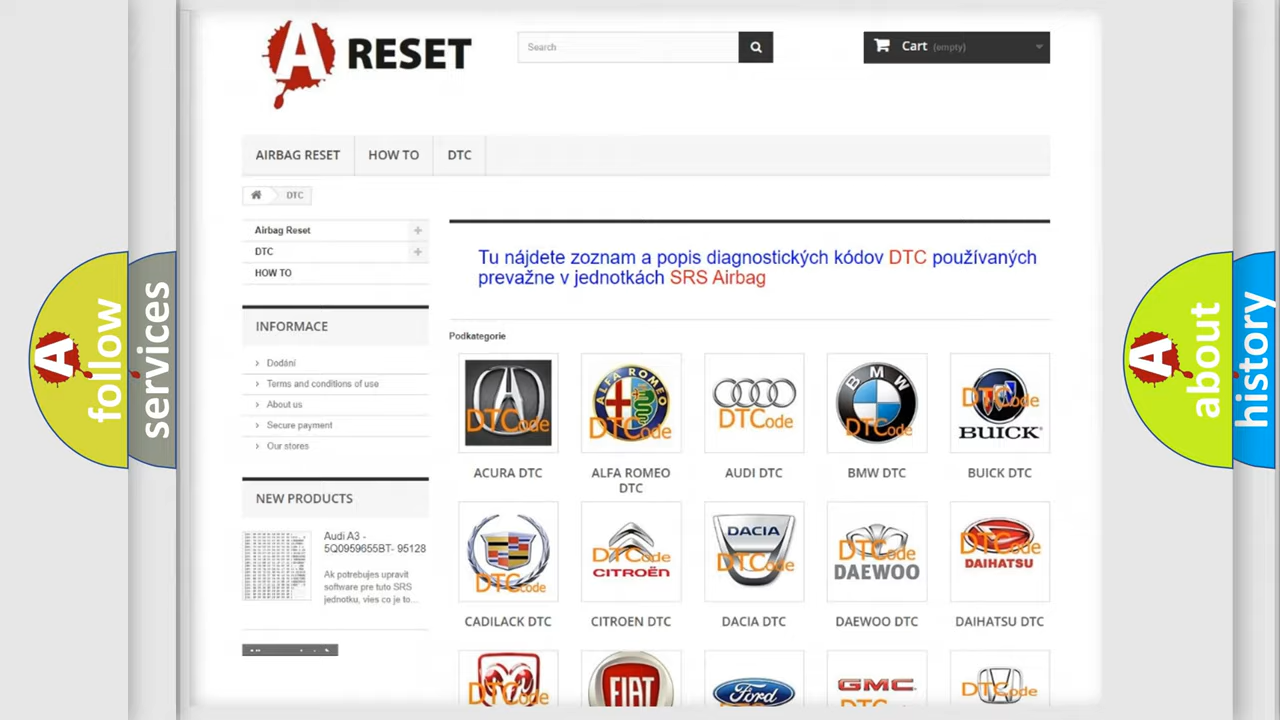 A RESET
Search
Cart (empty)
AIRBAG RESET
HOW TO
DTC
DTC
Airbag Reset
DTC
HOW TO
INFORMACE
Dodání
Terms and conditions of use
About us
Secure payment
Our stores
NEW PRODUCTS
Audi A3 -
5Q0959655BT- 95128
Ak potrebujes upravit
software pre tuto SRS
jednotku, vies co je to...
Tu nájdete zoznam a popis diagnostických kódov DTC používaných
prevažne v jednotkách SRS Airbag
Podkategorie
DTCode
ALFA ROMEO
DTCode
DTCode
BMW
DTCode
DTCode
BUICK
ACURA DTC
ALFA ROMEO
DTC
AUDI DTC
BMW DTC
BUICK DTC
DTCode
DTCode
CITROËN
DACIA
DTCode
DTCode
DAEWOO
DTCode
DAIHATSU
CADILACK DTC
CITROEN DTC
DACIA DTC
DAEWOO DTC
DAIHATSU DTC
DTCode
FIAT
Ford
GMC
DTCode
A follow
services
A about
history